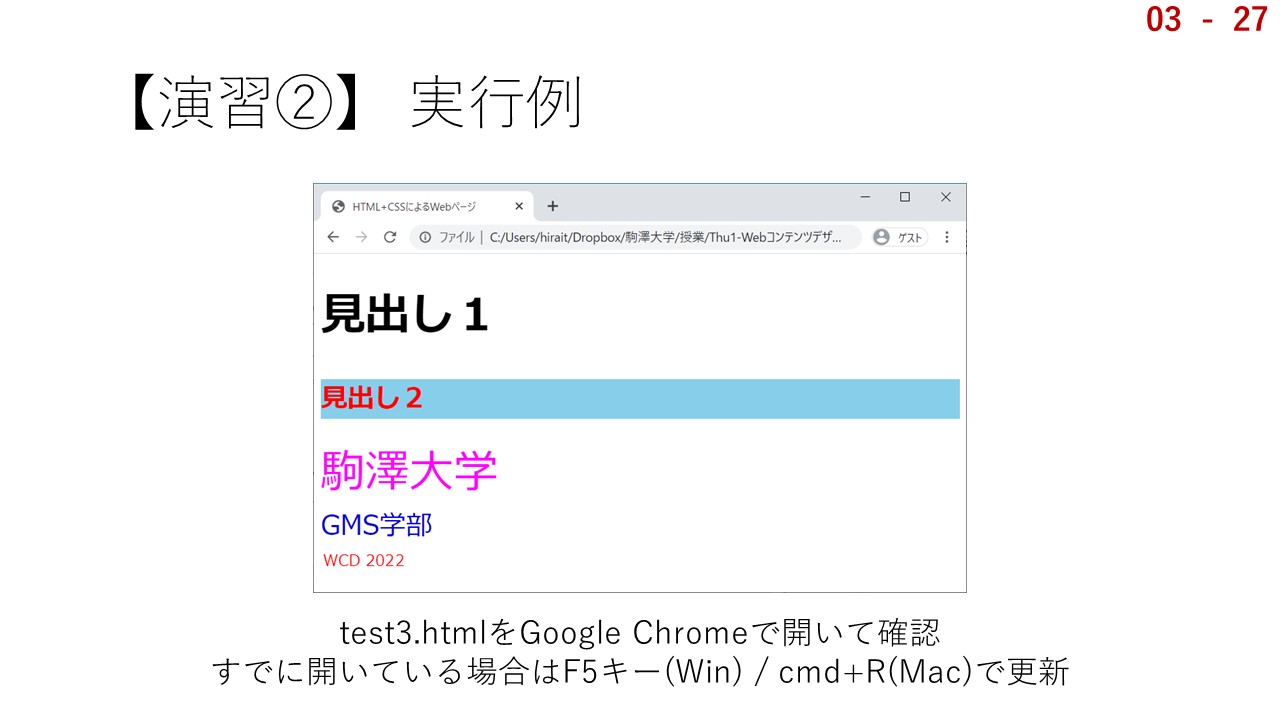 03 - 27
【演習②】 実行例
HTML+CSSによるWebページ
ファイル | C:/Users/hirait/Dropbox/駒澤大学/授業/Thu1-Webコンテンツデザ...
ゲスト
見出し1
見出し2
駒澤大学
GMS学部
WCD 2022
test3.htmlをGoogle Chromeで開いて確認
すでに開いている場合はF5キー(Win) / cmd+R(Mac)で更新